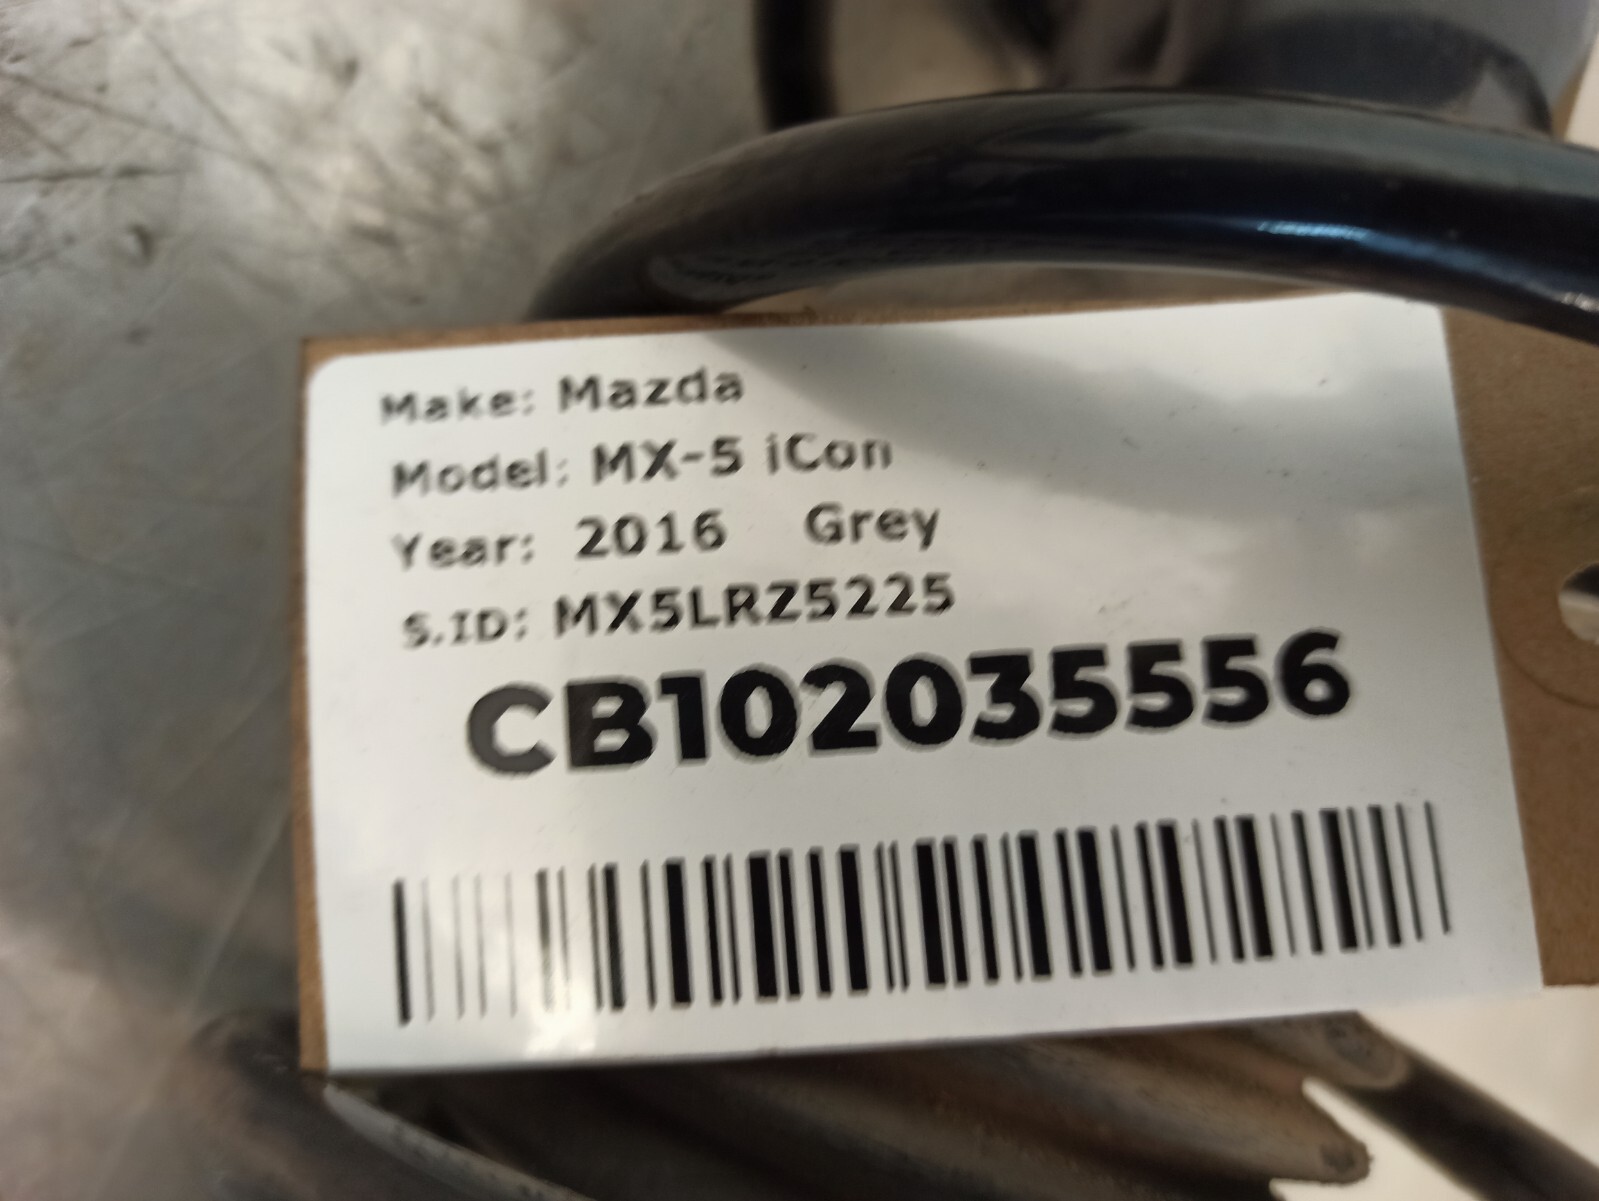 Make: Mazda
Model: MX-5 iCon
Year: 2016 Grey
S.ID: MX5LRZ5225
CB102035556